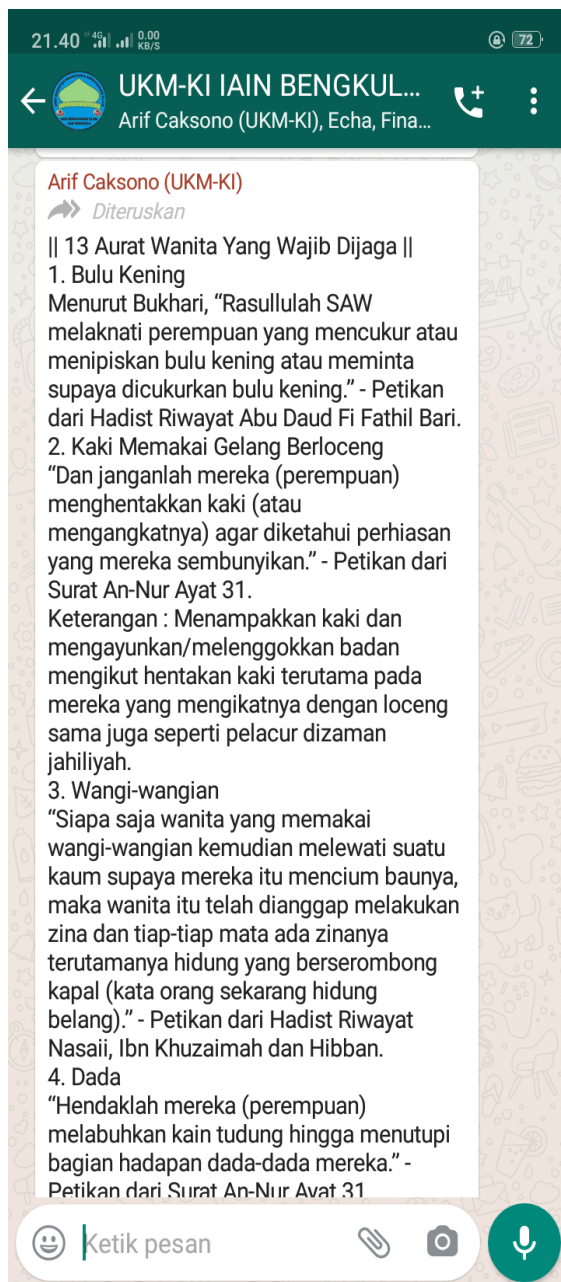 21.40 4G 0.00 KB/S 72
UKM-KI IAIN BENGKUL...
Arif Caksono (UKM-KI), Echa, Fina...
Arif Caksono (UKM-KI)
Diteruskan
|| 13 Aurat Wanita Yang Wajib Dijaga ||
1. Bulu Kening
Menurut Bukhari, “Rasullulah SAW
melaknati perempuan yang mencukur atau
menipiskan bulu kening atau meminta
supaya dicukurkan bulu kening.” - Petikan
dari Hadist Riwayat Abu Daud Fi Fathil Bari.
2. Kaki Memakai Gelang Berloceng
“Dan janganlah mereka (perempuan)
menghentakkan kaki (atau
mengangkatnya) agar diketahui perhiasan
yang mereka sembunyikan.” - Petikan dari
Surat An-Nur Ayat 31.
Keterangan : Menampakkan kaki dan
mengayunkan/melenggokkan badan
mengikut hentakan kaki terutama pada
mereka yang mengikatnya dengan loceng
sama juga seperti pelacur dizaman
jahiliyah.
3. Wangi-wangian
“Siapa saja wanita yang memakai
wangi-wangian kemudian melewati suatu
kaum supaya mereka itu mencium baunya,
maka wanita itu telah dianggap melakukan
zina dan tiap-tiap mata ada zinanya
terutamanya hidung yang berserombong
kapal (kata orang sekarang hidung
belang).” - Petikan dari Hadist Riwayat
Nasaii, Ibn Khuzaimah dan Hibban.
4. Dada
“Hendaklah mereka (perempuan)
melabuhkan kain tudung hingga menutupi
bagian hadapan dada-dada mereka.” -
Petikan dari Surat An-Nur Ayat 31
Ketik pesan